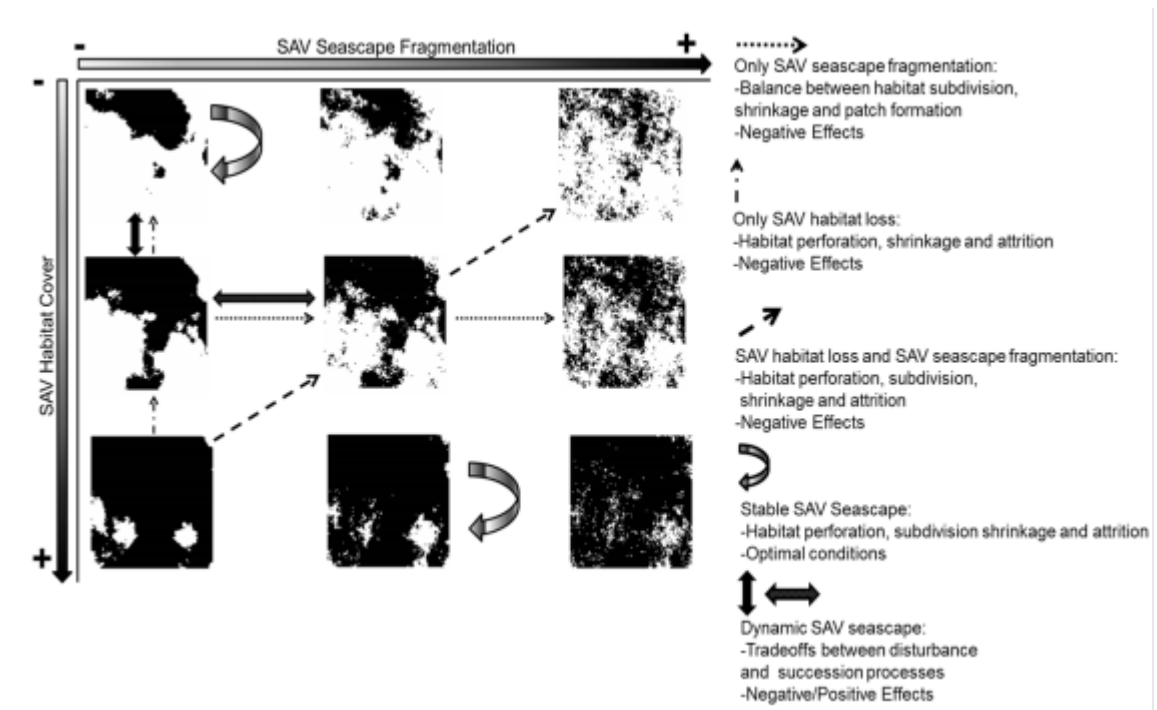 - SAV Seascape Fragmentation +
-
SAV Habitat Cover
+
Only SAV seascape fragmentation:
-Balance between habitat subdivision,
shrinkage and patch formation
-Negative Effects
Only SAV habitat loss:
-Habitat perforation, shrinkage and attrition
-Negative Effects
SAV habitat loss and SAV seascape fragmentation:
-Habitat perforation, subdivision,
shrinkage and attrition
-Negative Effects
Stable SAV Seascape:
-Habitat perforation, subdivision shrinkage and attrition
-Optimal conditions
Dynamic SAV seascape:
-Tradeoffs between disturbance
and succession processes
-Negative/Positive Effects